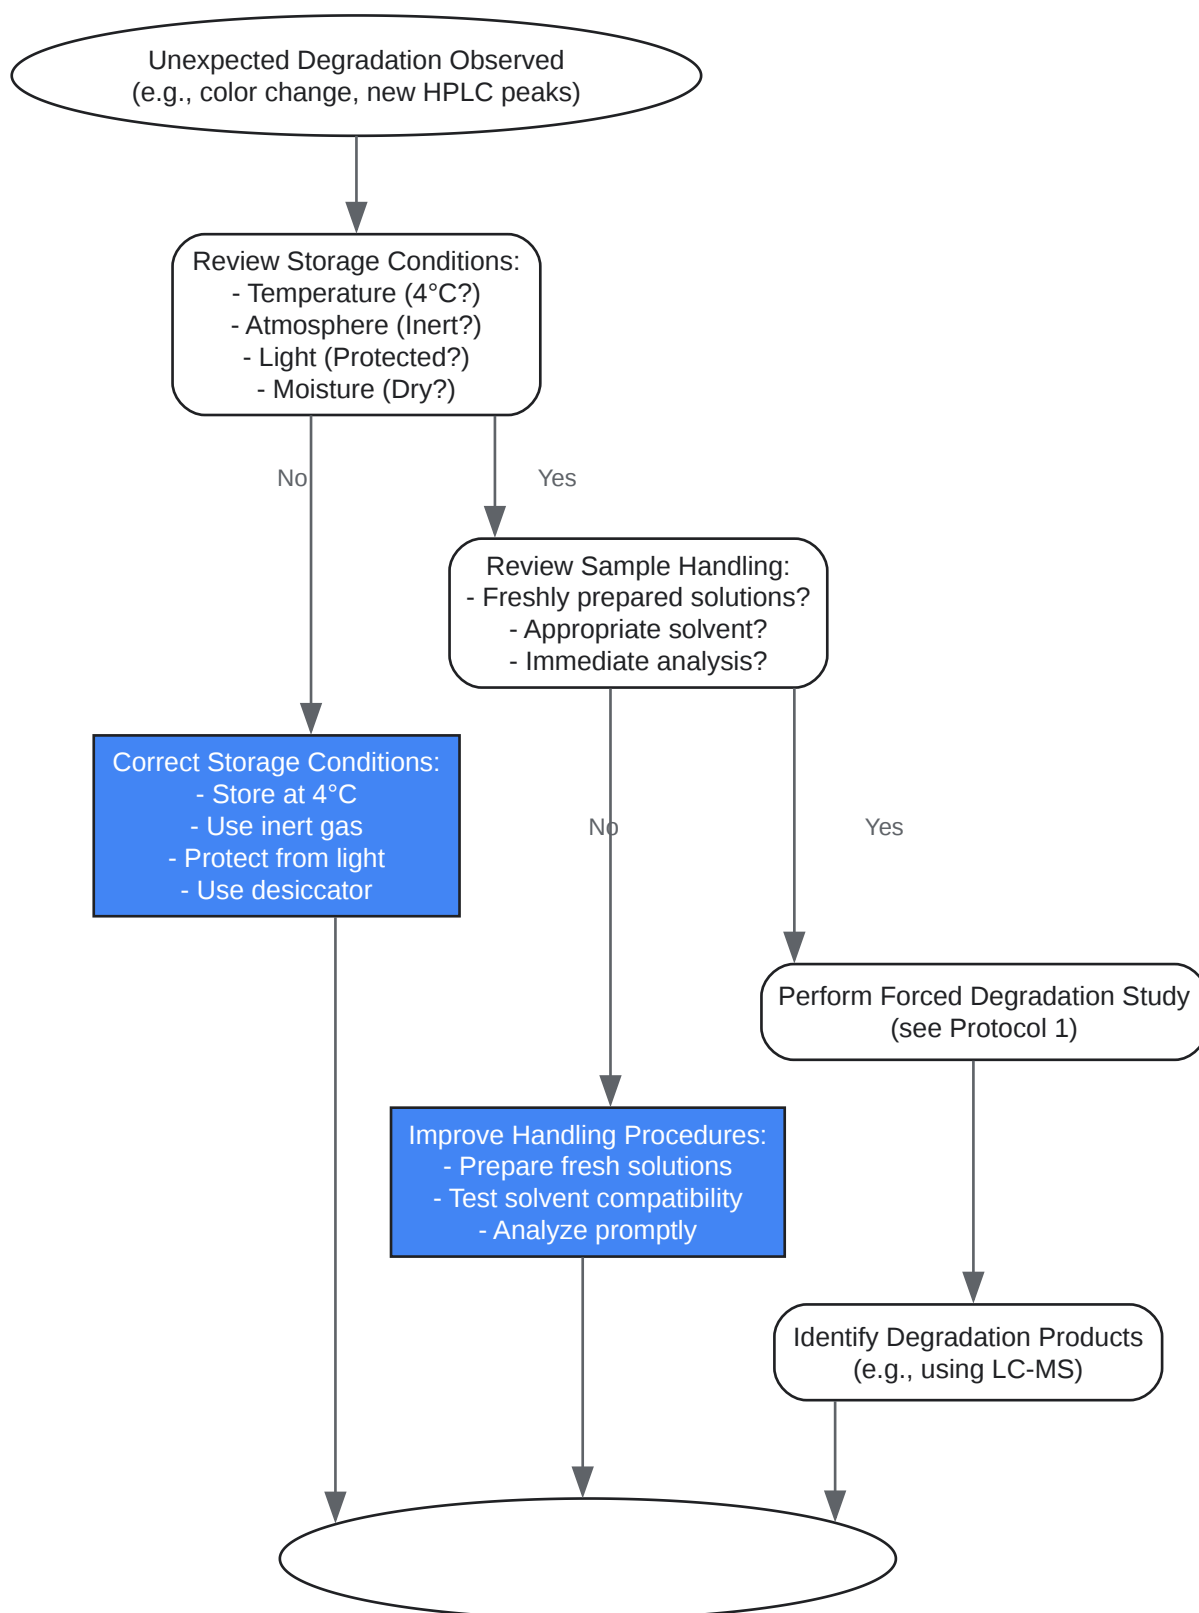 Unexpected Degradation Observed
(e.g., color change, new HPLC peaks)
Review Storage Conditions:
- Temperature (4°C?)
- Atmosphere (Inert?)
- Light (Protected?)
- Moisture (Dry?)
No
Yes
Review Sample Handling:
- Freshly prepared solutions?
- Appropriate solvent?
- Immediate analysis?
Correct Storage Conditions:
- Store at 4°C
- Use inert gas
- Protect from light
- Use desiccator
No
Yes
Perform Forced Degradation Study
(see Protocol 1)
Improve Handling Procedures:
- Prepare fresh solutions
- Test solvent compatibility
- Analyze promptly
Identify Degradation Products
(e.g., using LC-MS)